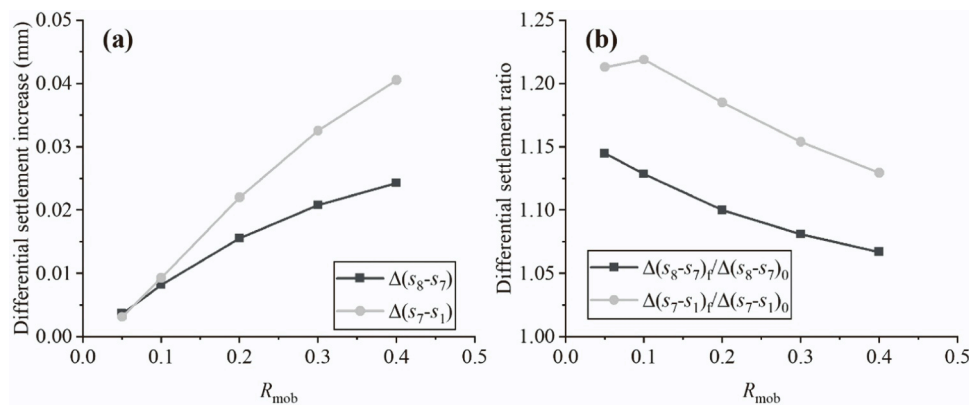 (a)
Differential settlement increase (mm)
0.05
0.04
0.03
0.02
0.01
0.00
Δ(s₈-s₇)
Δ(s₇-s₁)
0.0 0.1 0.2 0.3 0.4 0.5
R_mob
(b)
Differential settlement ratio
1.25
1.20
1.15
1.10
1.05
1.00
Δ(s₈-s₇)f/Δ(s₈-s₇)₀
Δ(s₇-s₁)f/Δ(s₇-s₁)₀
0.0 0.1 0.2 0.3 0.4 0.5
R_mob